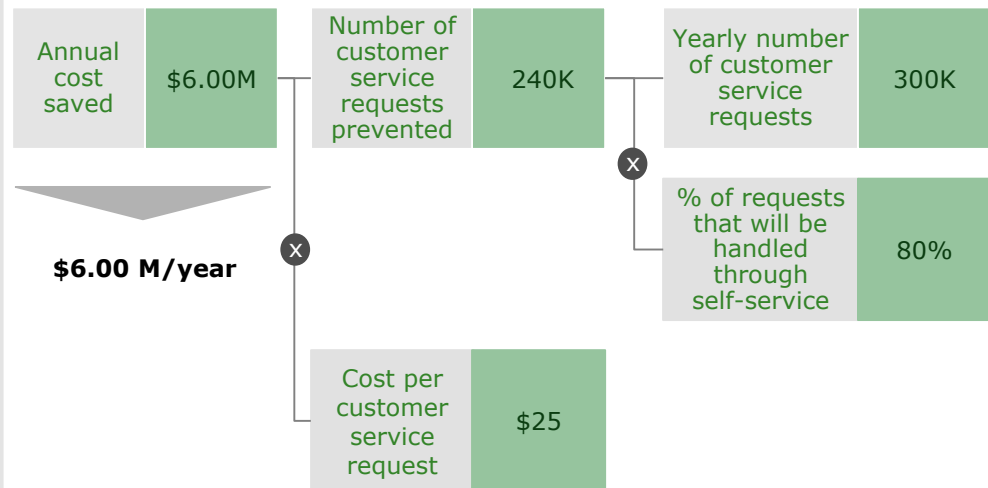 Annual
cost
saved
$6.00M
Number of
customer
service
requests
prevented
240K
Yearly number
of customer
service
requests
300K
x
% of requests
that will be
handled
through
self-service
80%
$6.00 M/year
x
Cost per
customer
service
request
$25